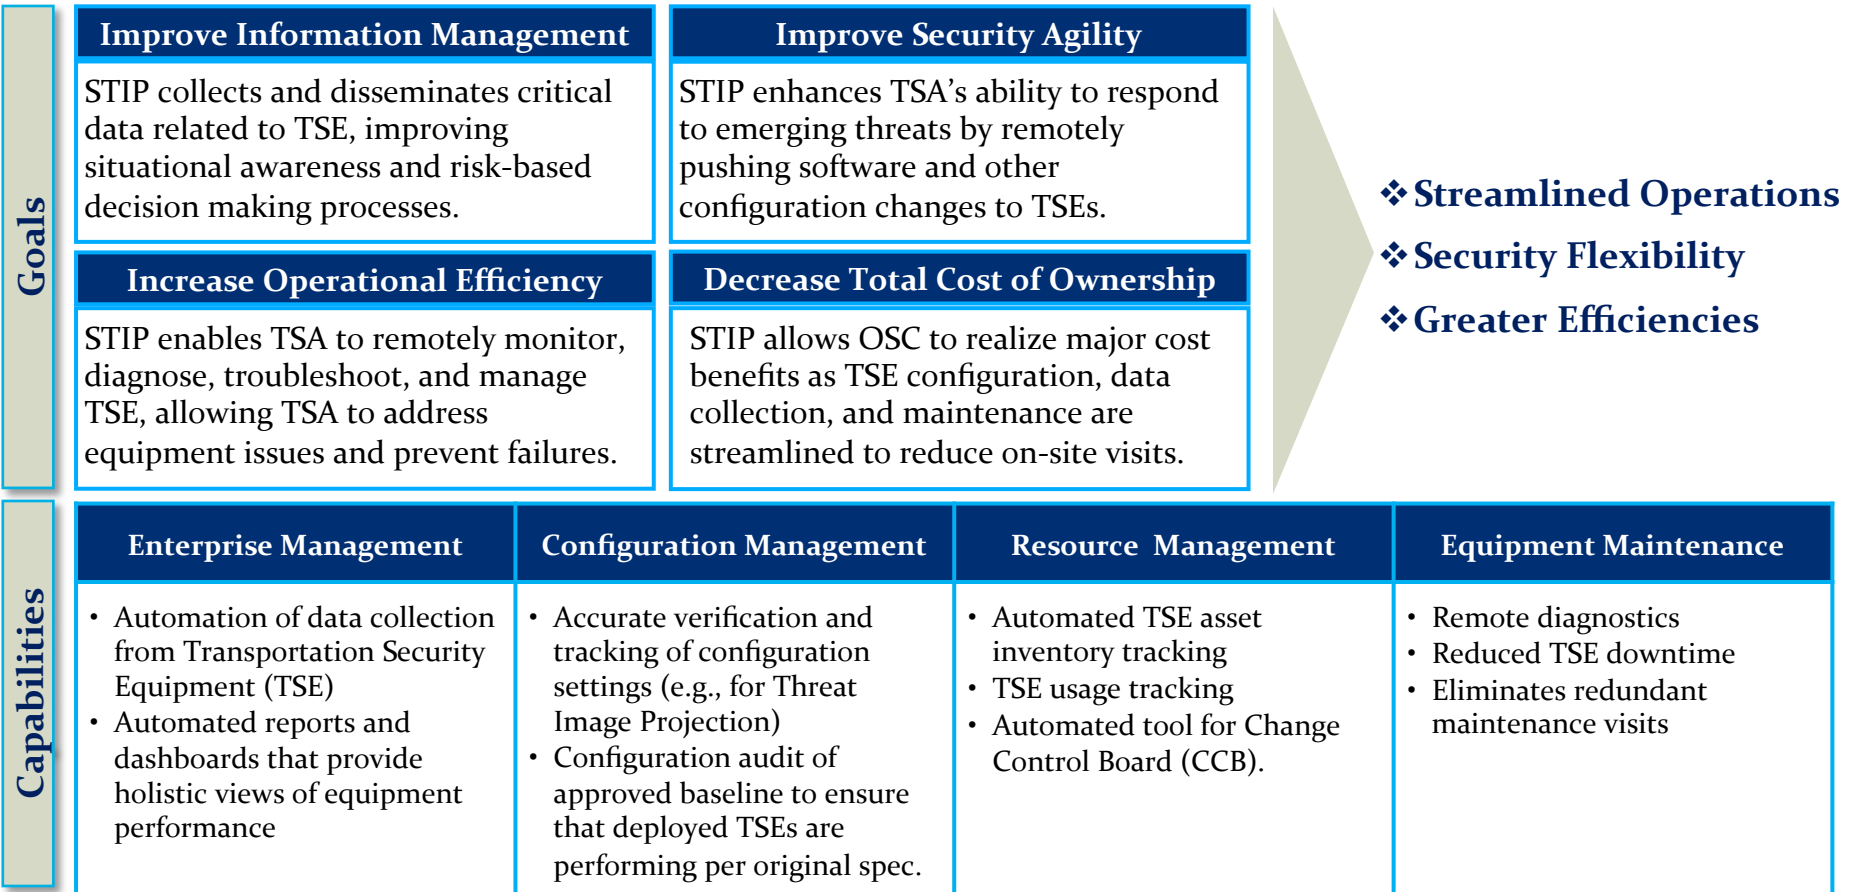 Goals
Improve Information Management
STIP collects and disseminates critical
data related to TSE, improving
situational awareness and risk-based
decision making processes.
Improve Security Agility
STIP enhances TSA’s ability to respond
to emerging threats by remotely
pushing software and other
configuration changes to TSEs.
Increase Operational Efficiency
STIP enables TSA to remotely monitor,
diagnose, troubleshoot, and manage
TSE, allowing TSA to address
equipment issues and prevent failures.
Decrease Total Cost of Ownership
STIP allows OSC to realize major cost
benefits as TSE configuration, data
collection, and maintenance are
streamlined to reduce on-site visits.
❖Streamlined Operations
❖Security Flexibility
❖Greater Efficiencies
Capabilities
Enterprise Management
• Automation of data collection
from Transportation Security
Equipment (TSE)
• Automated reports and
dashboards that provide
holistic views of equipment
performance
Configuration Management
• Accurate verification and
tracking of configuration
settings (e.g., for Threat
Image Projection)
• Configuration audit of
approved baseline to ensure
that deployed TSEs are
performing per original spec.
Resource Management
• Automated TSE asset
inventory tracking
• TSE usage tracking
• Automated tool for Change
Control Board (CCB).
Equipment Maintenance
• Remote diagnostics
• Reduced TSE downtime
• Eliminates redundant
maintenance visits